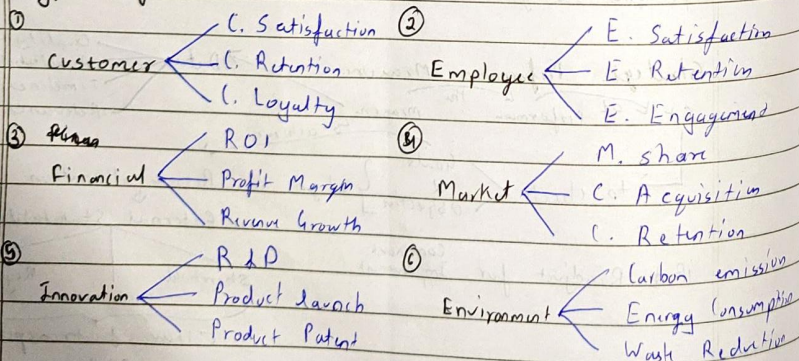 ①
Customer
C. Satisfaction
C. Retention
C. Loyalty
②
Employee
E. Satisfaction
E. Retention
E. Engagement
③
Financial
ROI
Profit Margin
Revenue Growth
④
Market
M. share
C. Acquisition
C. Retention
⑤
Innovation
R & D
Product launch
Product Patent
⑥
Environment
Carbon emission
Energy Consumption
Waste Reduction